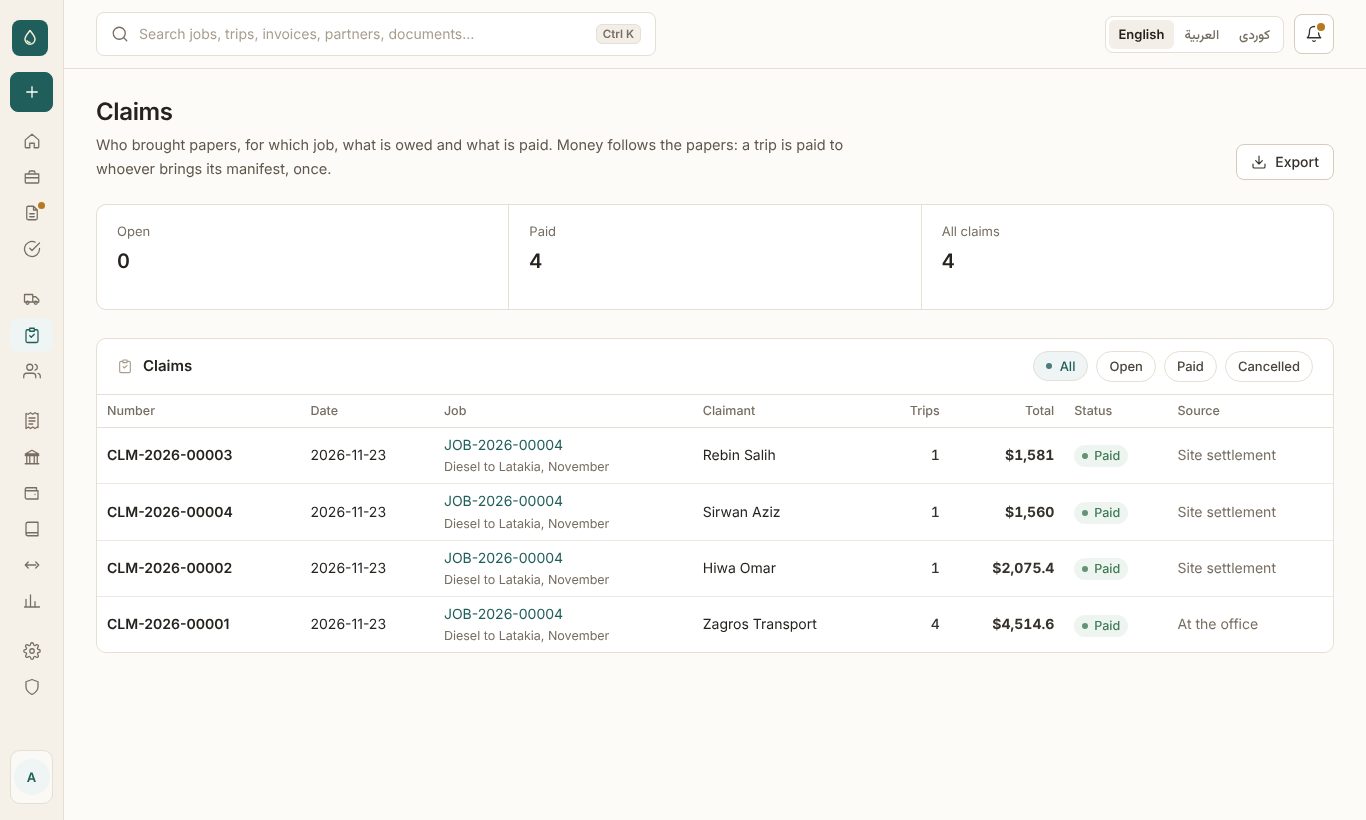 Search jobs, trips, invoices, partners, documents...
Ctrl K
English
العربية
کوردی
Claims
Who brought papers, for which job, what is owed and what is paid. Money follows the papers: a trip is paid to
whoever brings its manifest, once.
Export
Open
0
Paid
4
All claims
4
Claims
All
Open
Paid
Cancelled
Number Date Job Claimant Trips Total Status Source
CLM-2026-00003 2026-11-23 JOB-2026-00004 Rebin Salih 1 $1,581 Paid Site settlement
Diesel to Latakia, November
CLM-2026-00004 2026-11-23 JOB-2026-00004 Sirwan Aziz 1 $1,560 Paid Site settlement
Diesel to Latakia, November
CLM-2026-00002 2026-11-23 JOB-2026-00004 Hiwa Omar 1 $2,075.4 Paid Site settlement
Diesel to Latakia, November
CLM-2026-00001 2026-11-23 JOB-2026-00004 Zagros Transport 4 $4,514.6 Paid At the office
Diesel to Latakia, November
A